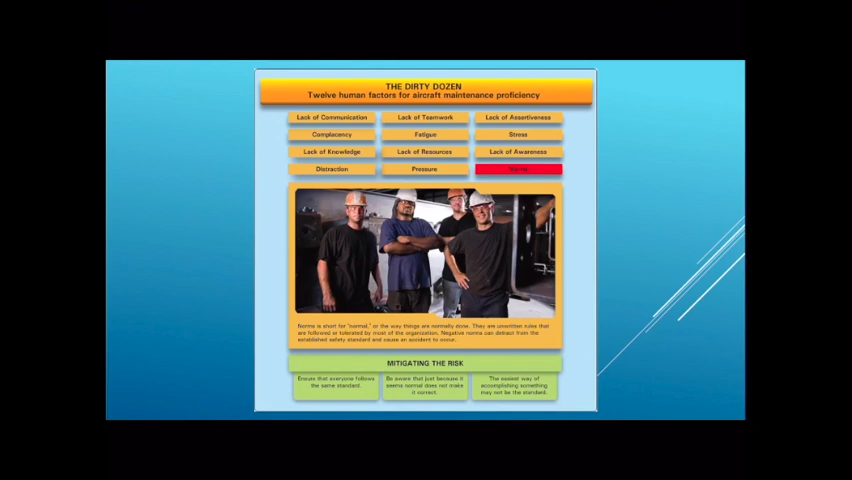 THE DIRTY DOZEN
Twelve human factors for aircraft maintenance proficiency
Lack of Communication
Lack of Teamwork
Lack of Assertiveness
Complacency
Fatigue
Stress
Lack of Knowledge
Lack of Resources
Lack of Awareness
Distraction
Pressure
Norms is short for "normal," or the way things are normally done. They are unwritten rules that
are followed or tolerated by most of the organization. Negative norms can detract from the
established safety standard and cause an accident to occur.
MITIGATING THE RISK
Ensure that everyone follows
the same standard.
Be aware that just because it
seems normal does not make
it correct.
The easiest way of
accomplishing something
may not be the standard.